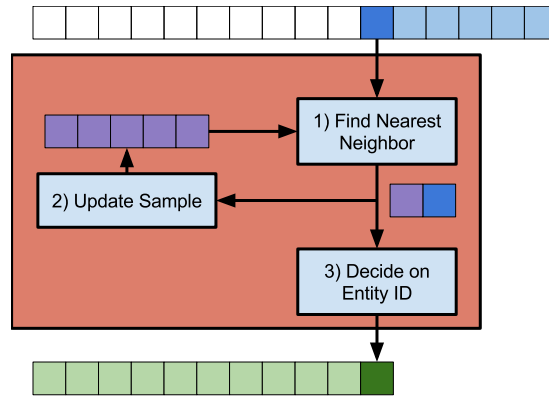 1) Find Nearest
Neighbor
2) Update Sample
3) Decide on
Entity ID